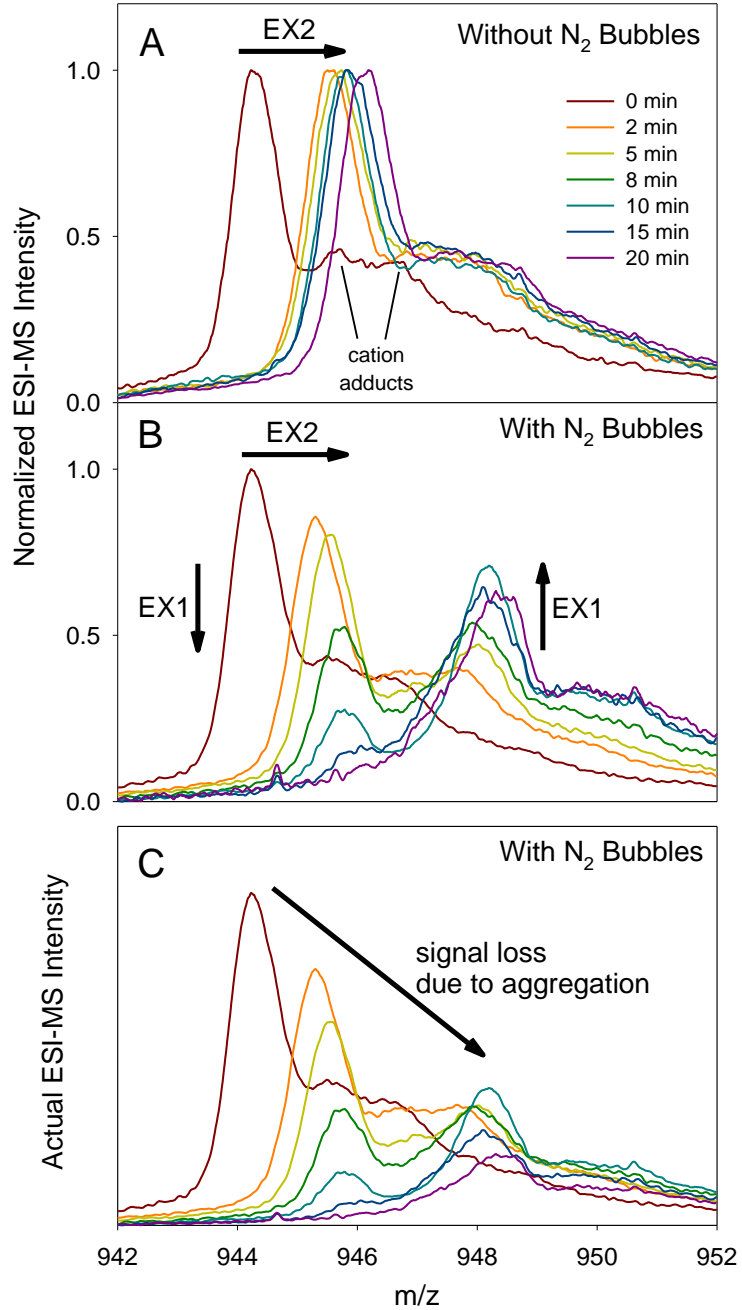 A
EX2
Without N₂ Bubbles
0 min
2 min
5 min
8 min
10 min
15 min
20 min
cation
adducts
1.0
0.5
0.0
Normalized ESI-MS Intensity
B
EX2
With N₂ Bubbles
EX1
EX1
1.0
0.5
0.0
C
With N₂ Bubbles
signal loss
due to aggregation
Actual ESI-MS Intensity
942 944 946 948 950 952
m/z